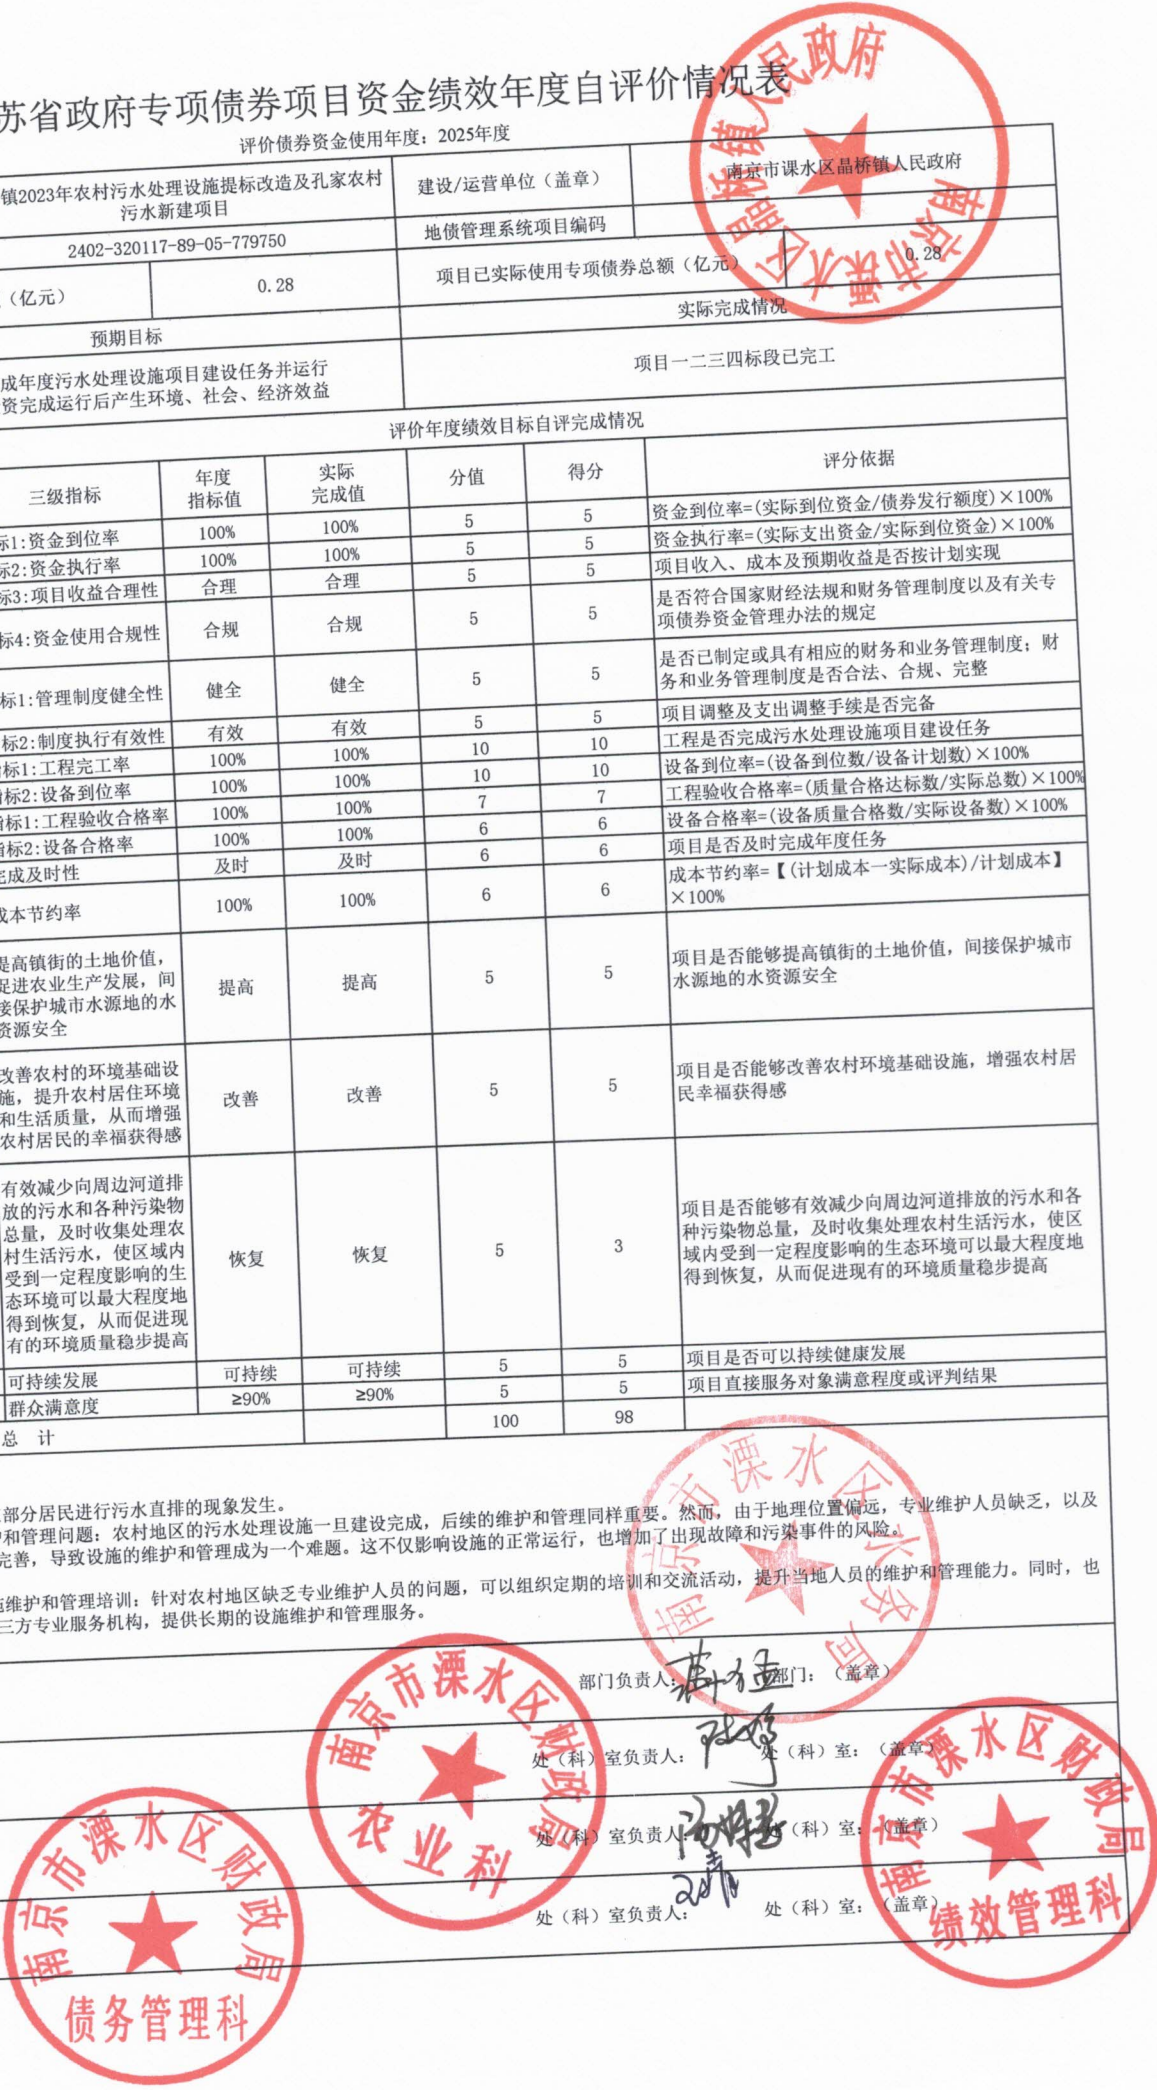 苏省政府专项债券项目资金绩效年度自评价情况表
评价债券资金使用年度：2025年度
镇2023年农村污水处理设施提标改造及孔家农村
污水新建项目
建设/运营单位（盖章）
南京市溧水区晶桥镇人民政府
2402-320117-89-05-779750
地债管理系统项目编码
（亿元）
0.28
项目已实际使用专项债券总额（亿元）
0.28
预期目标
实际完成情况
成年度污水处理设施项目建设任务并运行
资完成运行后产生环境、社会、经济效益
项目一二三四标段已完工
评价年度绩效目标自评完成情况
三级指标 年度指标值 实际完成值 分值 得分 评分依据
标1:资金到位率 100% 100% 5 5 资金到位率=(实际到位资金/债券发行额度)×100%
标2:资金执行率 100% 100% 5 5 资金执行率=(实际支出资金/实际到位资金)×100%
标3:项目收益合理性 合理 合理 5 5 项目收入、成本及预期收益是否按计划实现
标4:资金使用合规性 合规 合规 5 5 是否符合国家财经法规和财务管理制度以及有关专
项债券资金管理办法的规定
标1:管理制度健全性 健全 健全 5 5 是否已制定或具有相应的财务和业务管理制度；财
务和业务管理制度是否合法、合规、完整
标2:制度执行有效性 有效 有效 5 5 项目调整及支出调整手续是否完备
标1:工程完工率 100% 100% 10 10 工程是否完成污水处理设施项目建设任务
标2:设备到位率 100% 100% 10 10 设备到位率=(设备到位数/设备计划数)×100%
标1:工程验收合格率 100% 100% 7 7 工程验收合格率=(质量合格达标数/实际总数)×100%
标2:设备合格率 100% 100% 6 6 设备合格率=(设备质量合格数/实际设备数)×100%
完成及时性 及时 及时 6 6 项目是否及时完成年度任务
成本节约率 100% 100% 6 6 成本节约率=【(计划成本一实际成本)/计划成本】
×100%
提高镇街的土地价值，
促进农业生产发展，间
接保护城市水源地的水
资源安全
提高 提高 5 5
项目是否能够提高镇街的土地价值，间接保护城市
水源地的水资源安全
改善农村的环境基础设
施，提升农村居住环境
和生活质量，从而增强
农村居民的幸福获得感
改善 改善 5 5
项目是否能够改善农村环境基础设施，增强农村居
民幸福获得感
有效减少向周边河道排
放的污水和各种污染物
总量，及时收集处理农
村生活污水，使区域内
受到一定程度影响的生
态环境可以最大程度地
得到恢复，从而促进现
有的环境质量稳步提高
恢复 恢复 5 3
项目是否能够有效减少向周边河道排放的污水和各
种污染物总量，及时收集处理农村生活污水，使区
域内受到一定程度影响的生态环境可以最大程度地
得到恢复，从而促进现有的环境质量稳步提高
可持续发展 可持续 可持续 5 5 项目是否可以持续健康发展
群众满意度 ≥90% ≥90% 5 5 项目直接服务对象满意程度或评判结果
总 计 100 98
部分居民进行污水直排的现象发生。
和管理问题：农村地区的污水处理设施一旦建设完成，后续的维护和管理同样重要。然而，由于地理位置偏远，专业维护人员缺乏，以及
完善，导致设施的维护和管理成为一个难题。这不仅影响设施的正常运行，也增加了出现故障和污染事件的风险。
维护和管理培训：针对农村地区缺乏专业维护人员的问题，可以组织定期的培训和交流活动，提升当地人员的维护和管理能力。同时，也
三方专业服务机构，提供长期的设施维护和管理服务。
部门负责人： 部门：（盖章）
处（科）室负责人： 处（科）室：（盖章）
处（科）室负责人： 处（科）室：（盖章）
处（科）室负责人： 处（科）室：（盖章）
南京市溧水区晶桥镇人民政府
南京市溧水区水务局
南京市溧水区财政局
农业科
南京市溧水区财政局
绩效管理科
南京市溧水区财政局
债务管理科